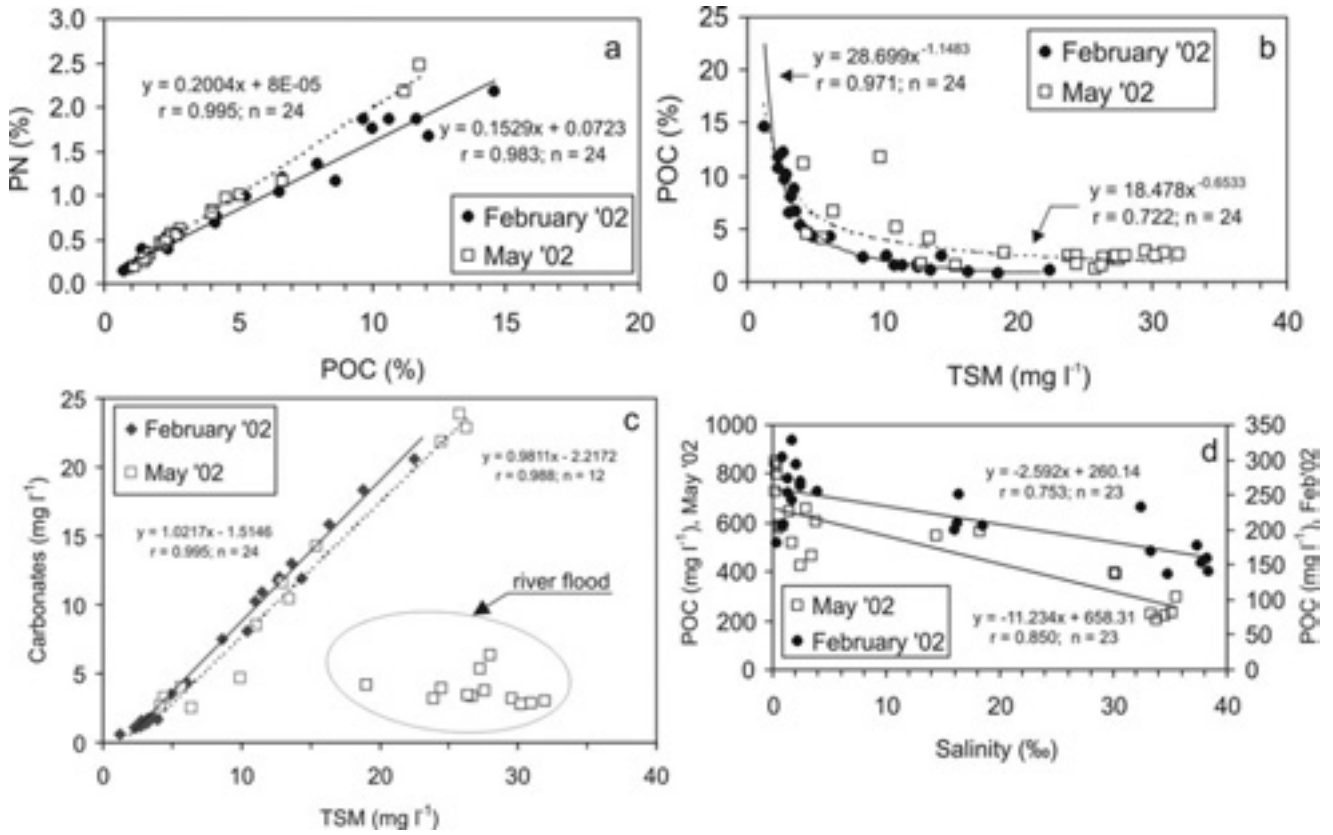 3.0
2.5
2.0
1.5
1.0
0.5
0.0
PN (%)
a
y = 0.2004x + 8E-05
r = 0.995; n = 24
y = 0.1529x + 0.0723
r = 0.983; n = 24
● February '02
□ May '02
0 5 10 15 20
POC (%)
25
20
15
10
5
0
POC (%)
b
y = 28.699x^-1.1483
r = 0.971; n = 24
● February '02
□ May '02
y = 18.478x^-0.6533
r = 0.722; n = 24
0 10 20 30 40
TSM (mg l^-1)
25
20
15
10
5
0
Carbonates (mg l^-1)
c
◆ February '02
□ May '02
y = 0.9811x - 2.2172
r = 0.988; n = 12
y = 1.0217x - 1.5146
r = 0.995; n = 24
river flood
0 10 20 30 40
TSM (mg l^-1)
1000
800
600
400
200
0
POC (mg l^-1), May '02
d
y = -2.592x + 260.14
r = 0.753; n = 23
□ May '02
● February '02
y = -11.234x + 658.31
r = 0.850; n = 23
350
300
250
200
150
100
50
0
POC (mg l^-1), Feb'02
0 10 20 30 40
Salinity (‰)